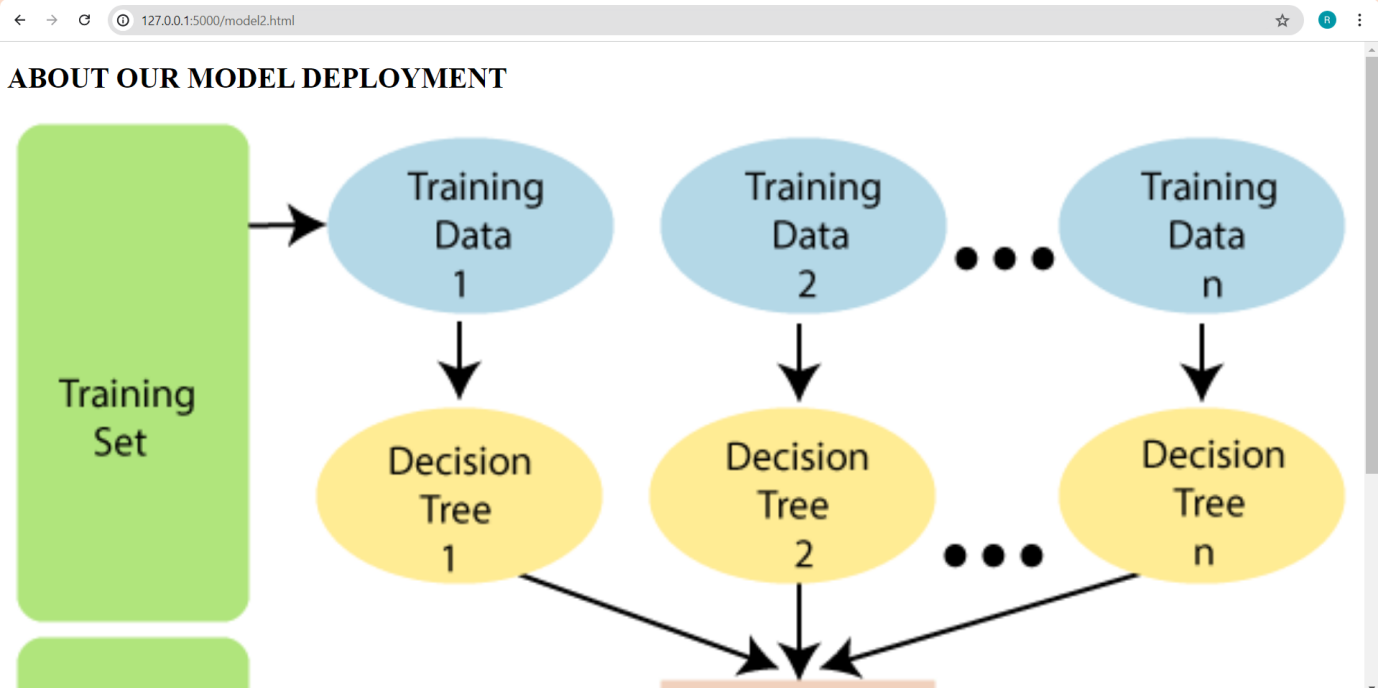 127.0.0.1:5000/model2.html
R
ABOUT OUR MODEL DEPLOYMENT
Training
Set
Training
Data
1
Training
Data
2
Training
Data
n
Decision
Tree
1
Decision
Tree
2
Decision
Tree
n